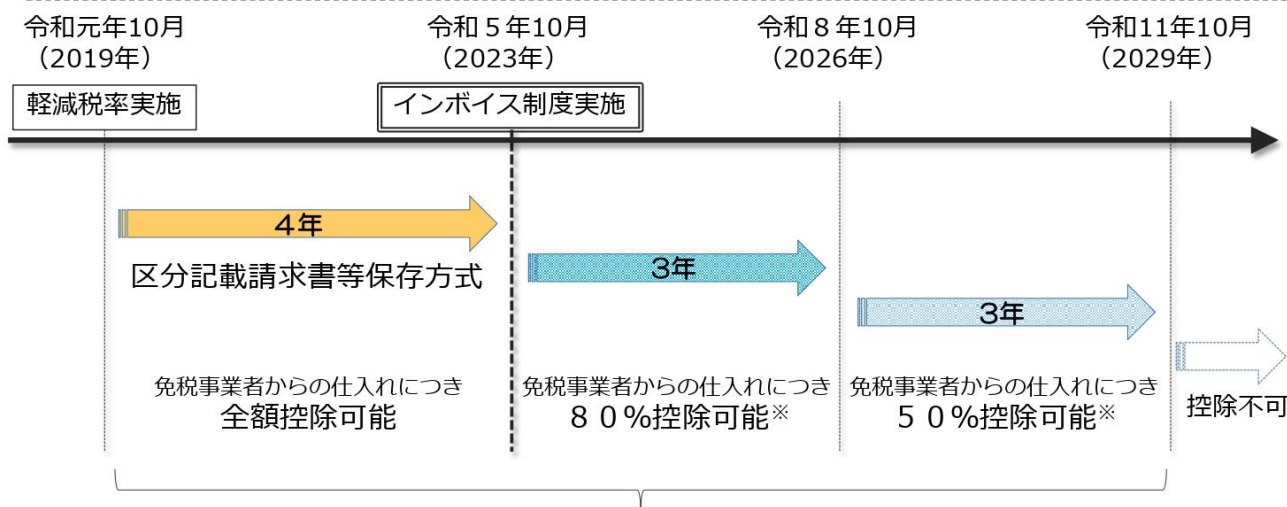 令和元年10月
（2019年）
令和５年10月
（2023年）
令和８年10月
（2026年）
令和11年10月
（2029年）
軽減税率実施
インボイス制度実施
４年
区分記載請求書等保存方式
３年
３年
免税事業者からの仕入れにつき
全額控除可能
免税事業者からの仕入れにつき
８０％控除可能※
免税事業者からの仕入れにつき
５０％控除可能※
控除不可